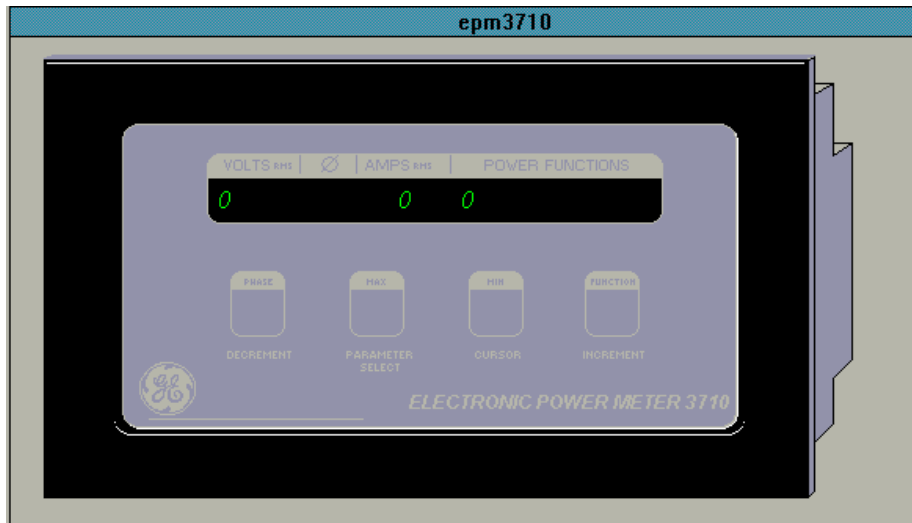 epm3710
VOLTS RMS Ø AMPS RMS POWER FUNCTIONS
0 0 0
PHASE MAX MIN FUNCTION
DECREMENT PARAMETER SELECT CURSOR INCREMENT
GE
ELECTRONIC POWER METER 3710